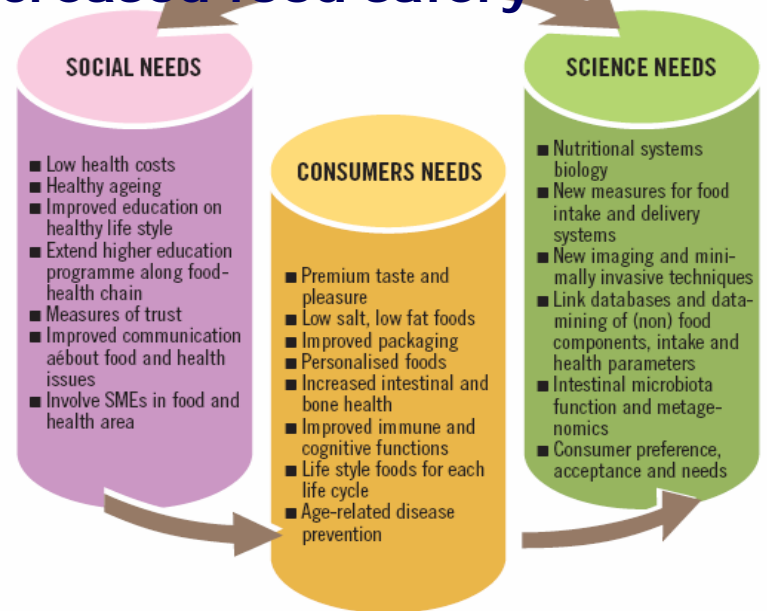 creased food safety
SOCIAL NEEDS
■ Low health costs
■ Healthy ageing
■ Improved education on
healthy life style
■ Extend higher education
programme along food-
health chain
■ Measures of trust
■ Improved communication
aébout food and health
issues
■ Involve SMEs in food and
health area
CONSUMERS NEEDS
■ Premium taste and
pleasure
■ Low salt, low fat foods
■ Improved packaging
■ Personalised foods
■ Increased intestinal and
bone health
■ Improved immune and
cognitive functions
■ Life style foods for each
life cycle
■ Age-related disease
prevention
SCIENCE NEEDS
■ Nutritional systems
biology
■ New measures for food
intake and delivery
systems
■ New imaging and mini-
mally invasive techniques
■ Link databases and data-
mining of (non) food
components, intake and
health parameters
■ Intestinal microbiota
function and metage-
nomics
■ Consumer preference,
acceptance and needs